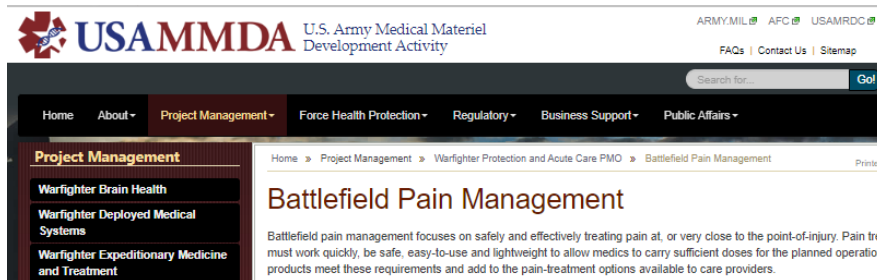 USAMMDA
U.S. Army Medical Materiel
Development Activity
ARMY.MIL AFC USAMRDC
FAQs | Contact Us | Sitemap
Search for... Go!
Home About Project Management Force Health Protection Regulatory Business Support Public Affairs
Project Management
Warfighter Brain Health
Warfighter Deployed Medical
Systems
Warfighter Expeditionary Medicine
and Treatment
Home » Project Management » Warfighter Protection and Acute Care PMO » Battlefield Pain Management
Battlefield Pain Management
Battlefield pain management focuses on safely and effectively treating pain at, or very close to the point-of-injury. Pain
must work quickly, be safe, easy-to-use and lightweight to allow medics to carry sufficient doses for the planned
products meet these requirements and add to the pain-treatment options available to care providers.